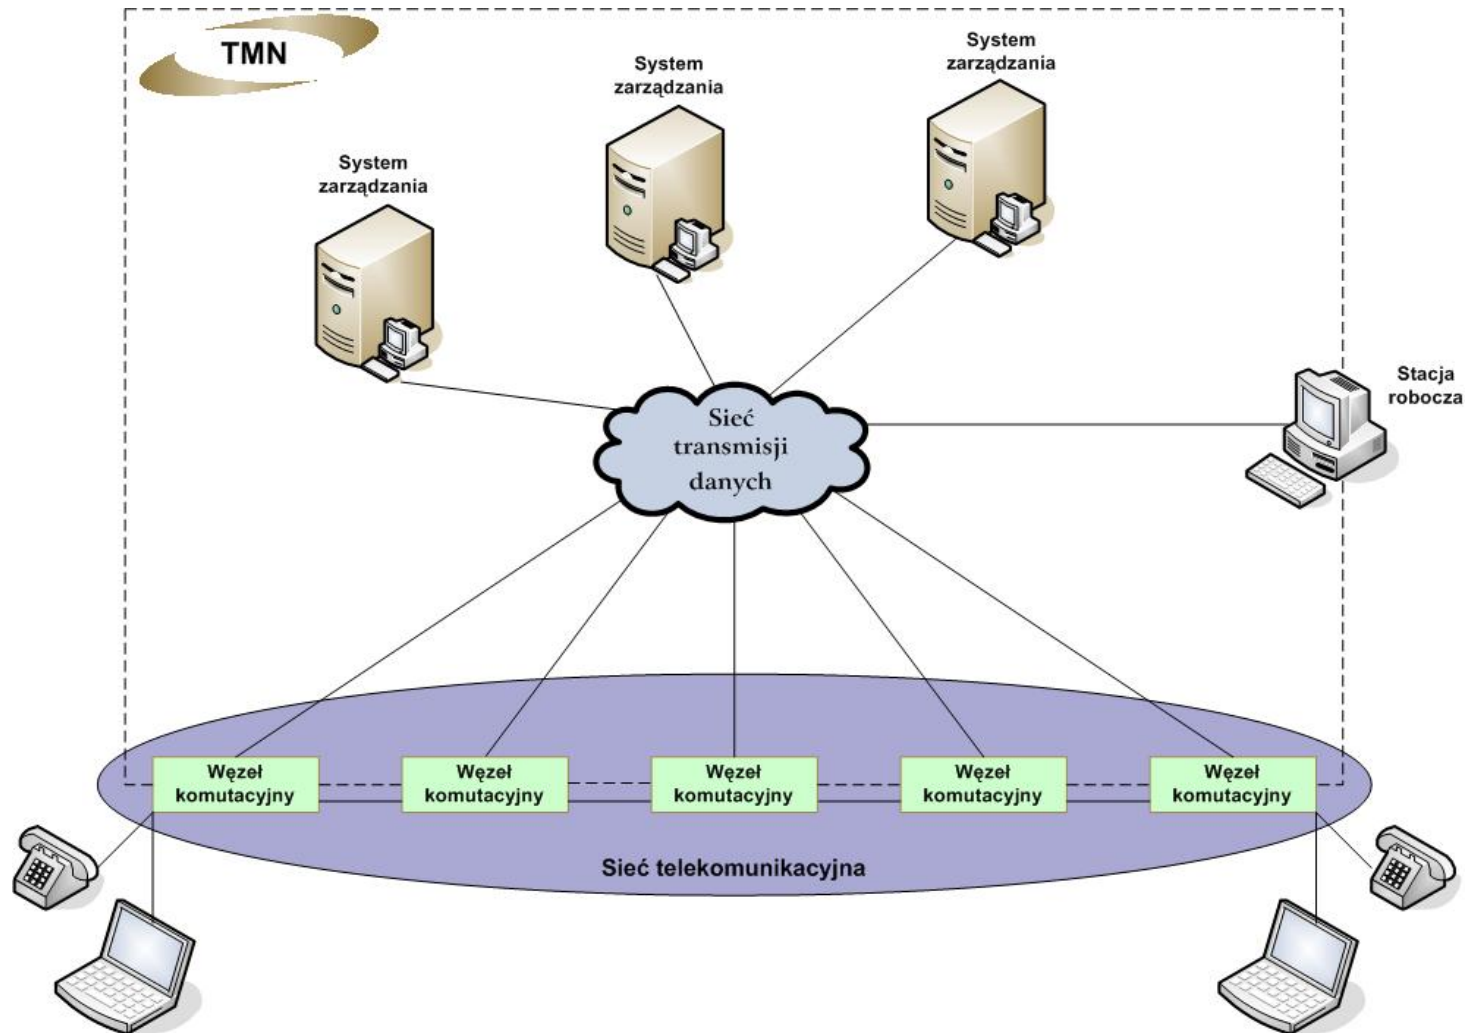 TMN
System
zarządzania
System
zarządzania
System
zarządzania
Stacja
robocza
Sieć
transmisji
danych
Węzeł
komutacyjny
Węzeł
komutacyjny
Węzeł
komutacyjny
Węzeł
komutacyjny
Węzeł
komutacyjny
Sieć telekomunikacyjna